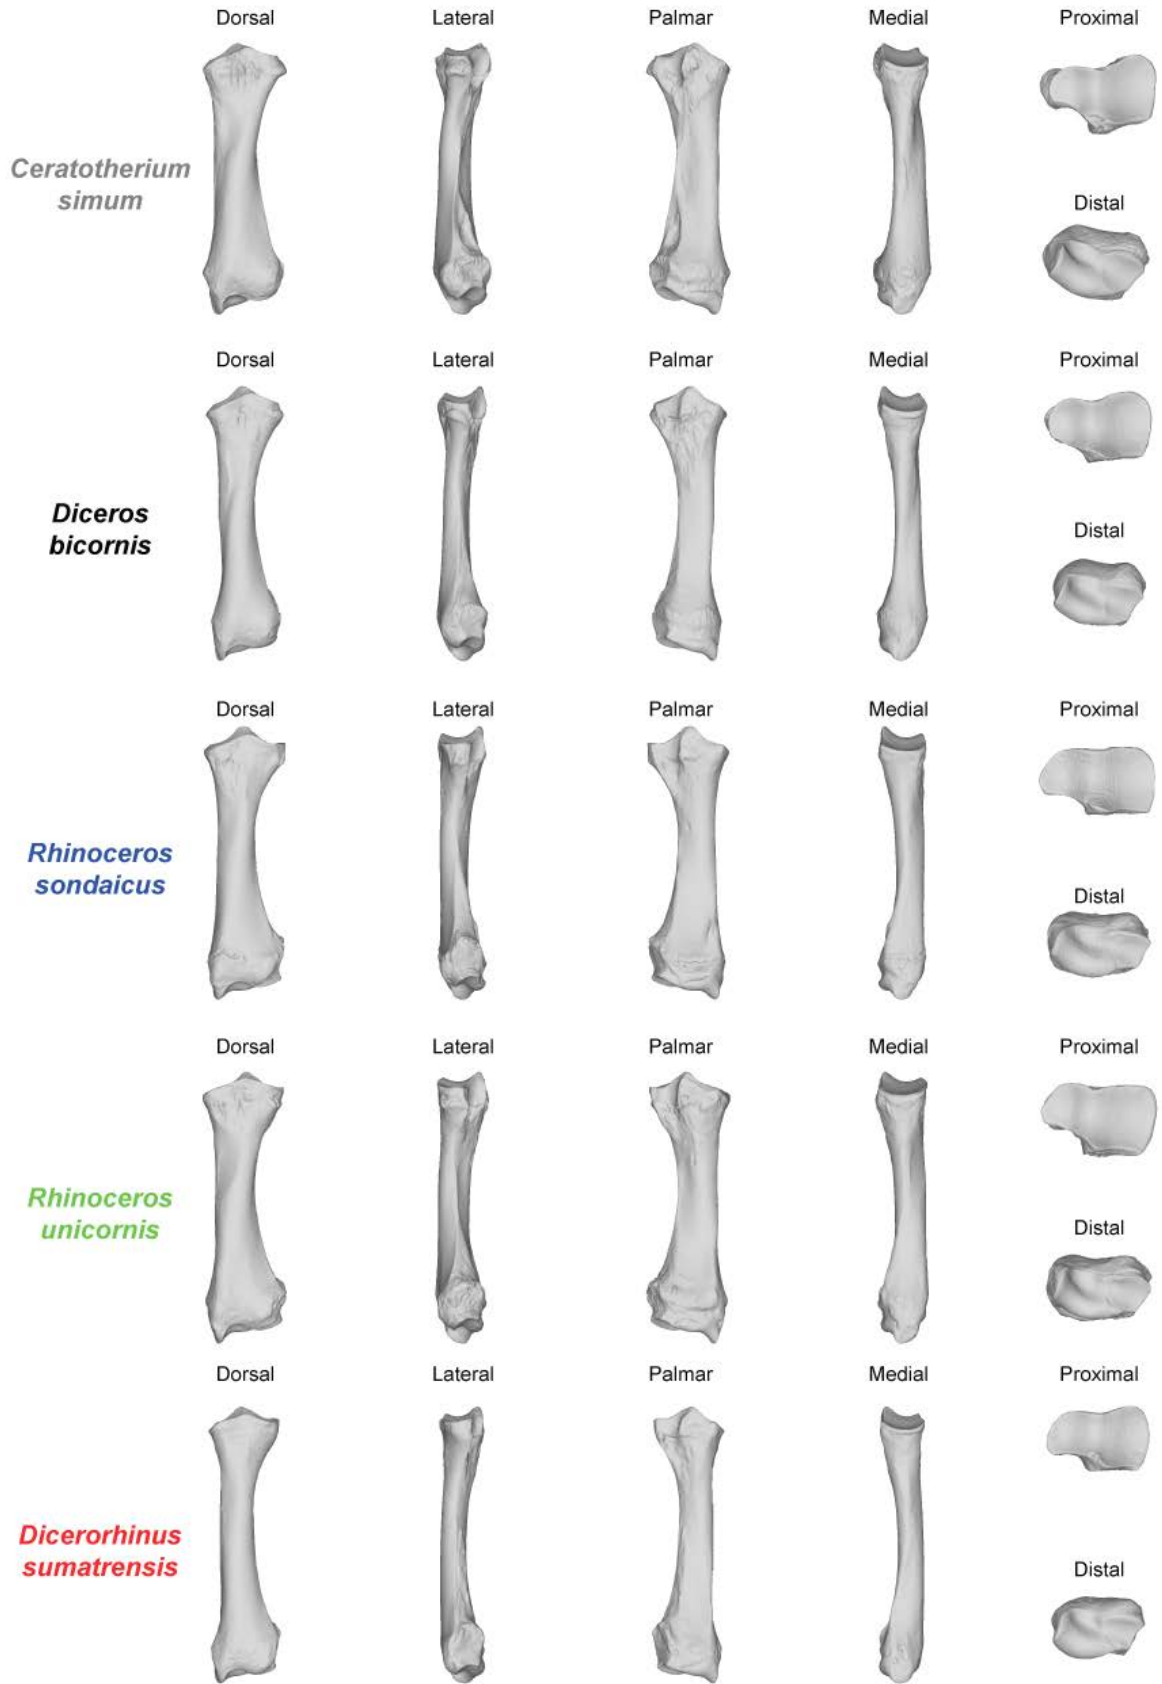 Dorsal Lateral Palmar Medial Proximal
Ceratotherium
simum
Distal
Dorsal Lateral Palmar Medial Proximal
Diceros
bicornis
Distal
Dorsal Lateral Palmar Medial Proximal
Rhinoceros
sondaicus
Distal
Dorsal Lateral Palmar Medial Proximal
Rhinoceros
unicornis
Distal
Dorsal Lateral Palmar Medial Proximal
Dicerorhinus
sumatrensis
Distal